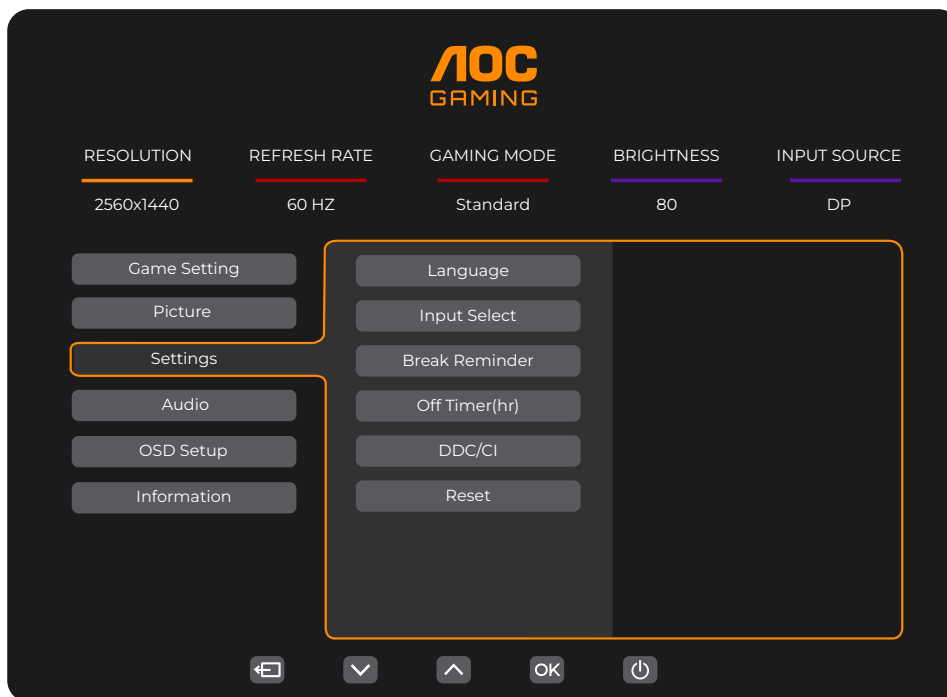 AOC
GAMING
RESOLUTION REFRESH RATE GAMING MODE BRIGHTNESS INPUT SOURCE
2560x1440 60 HZ Standard 80 DP
Game Setting
Picture
Settings
Audio
OSD Setup
Information
Language
Input Select
Break Reminder
Off Timer(hr)
DDC/CI
Reset
OK